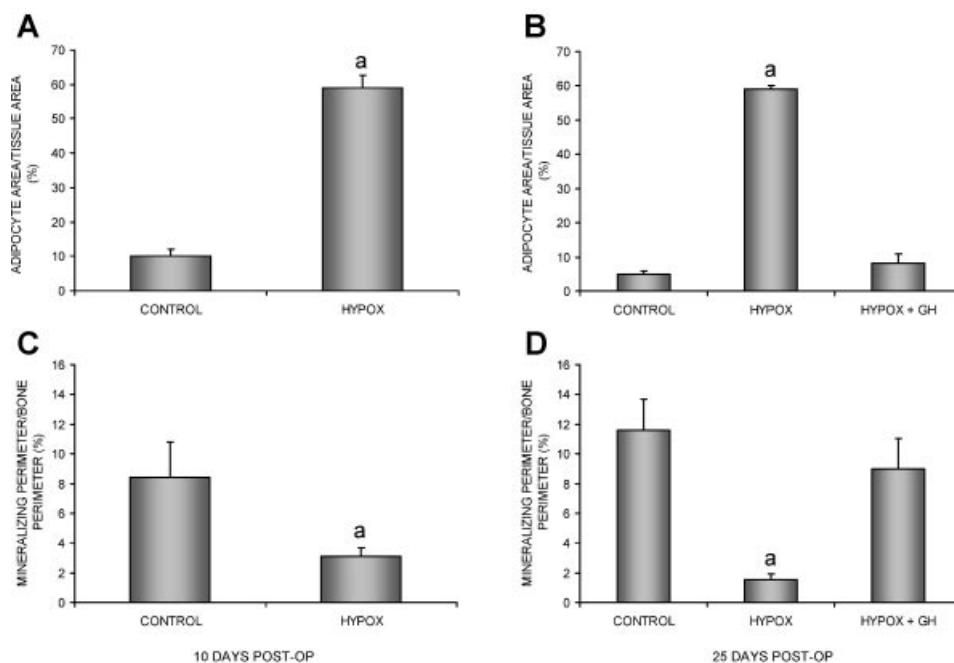 A
ADIPOCYTE AREA/TISSUE AREA
(%)
70
60
50
40
30
20
10
0
a
CONTROL
HYPOX
B
ADIPOCYTE AREA/TISSUE AREA
(%)
70
60
50
40
30
20
10
0
a
CONTROL
HYPOX
HYPOX + GH
C
MINERALIZING PERIMETER/BONE
PERIMETER (%)
16
14
12
10
8
6
4
2
0
a
CONTROL
HYPOX
10 DAYS POST-OP
D
MINERALIZING PERIMETER/BONE
PERIMETER (%)
16
14
12
10
8
6
4
2
0
a
CONTROL
HYPOX
HYPOX + GH
25 DAYS POST-OP